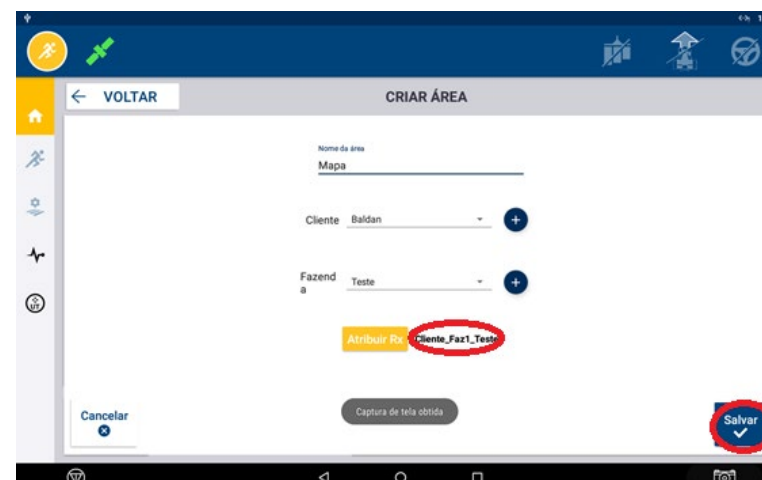 VOLTAR
CRIAR ÁREA
Nome da área
Mapa
Cliente Baldan
Fazend
a
Teste
UT
Atribuir Rx Cliente_Faz1_Teste
Captura de tela obtida
Cancelar
Salvar